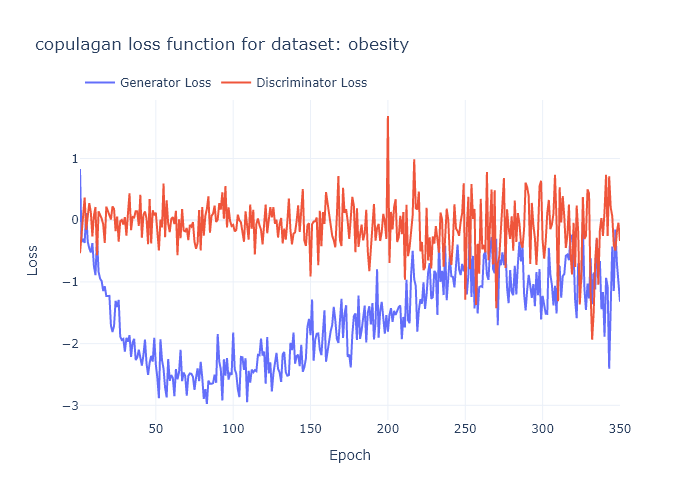 copulagan loss function for dataset: obesity
Generator Loss Discriminator Loss
1
0
−1
−2
−3
Loss
50 100 150 200 250 300 350
Epoch